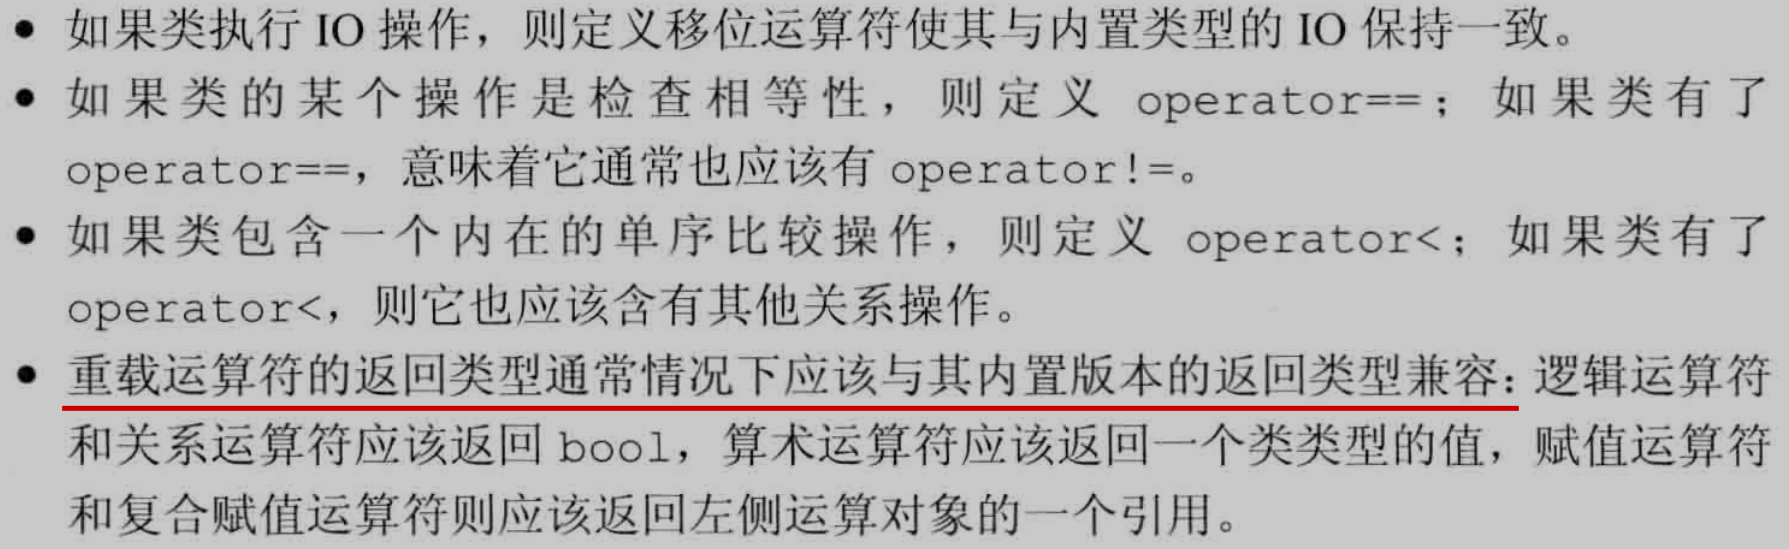 • 如果类执行 IO 操作，则定义移位运算符使其与内置类型的 IO 保持一致。
• 如果类的某个操作是检查相等性，则定义 operator==；如果类有了
operator==，意味着它通常也应该有 operator!=。
• 如果类包含一个内在的单序比较操作，则定义 operator<；如果类有了
operator<，则它也应该含有其他关系操作。
• 重载运算符的返回类型通常情况下应该与其内置版本的返回类型兼容：逻辑运算符
和关系运算符应该返回 bool，算术运算符应该返回一个类类型的值，赋值运算符
和复合赋值运算符则应该返回左侧运算对象的一个引用。